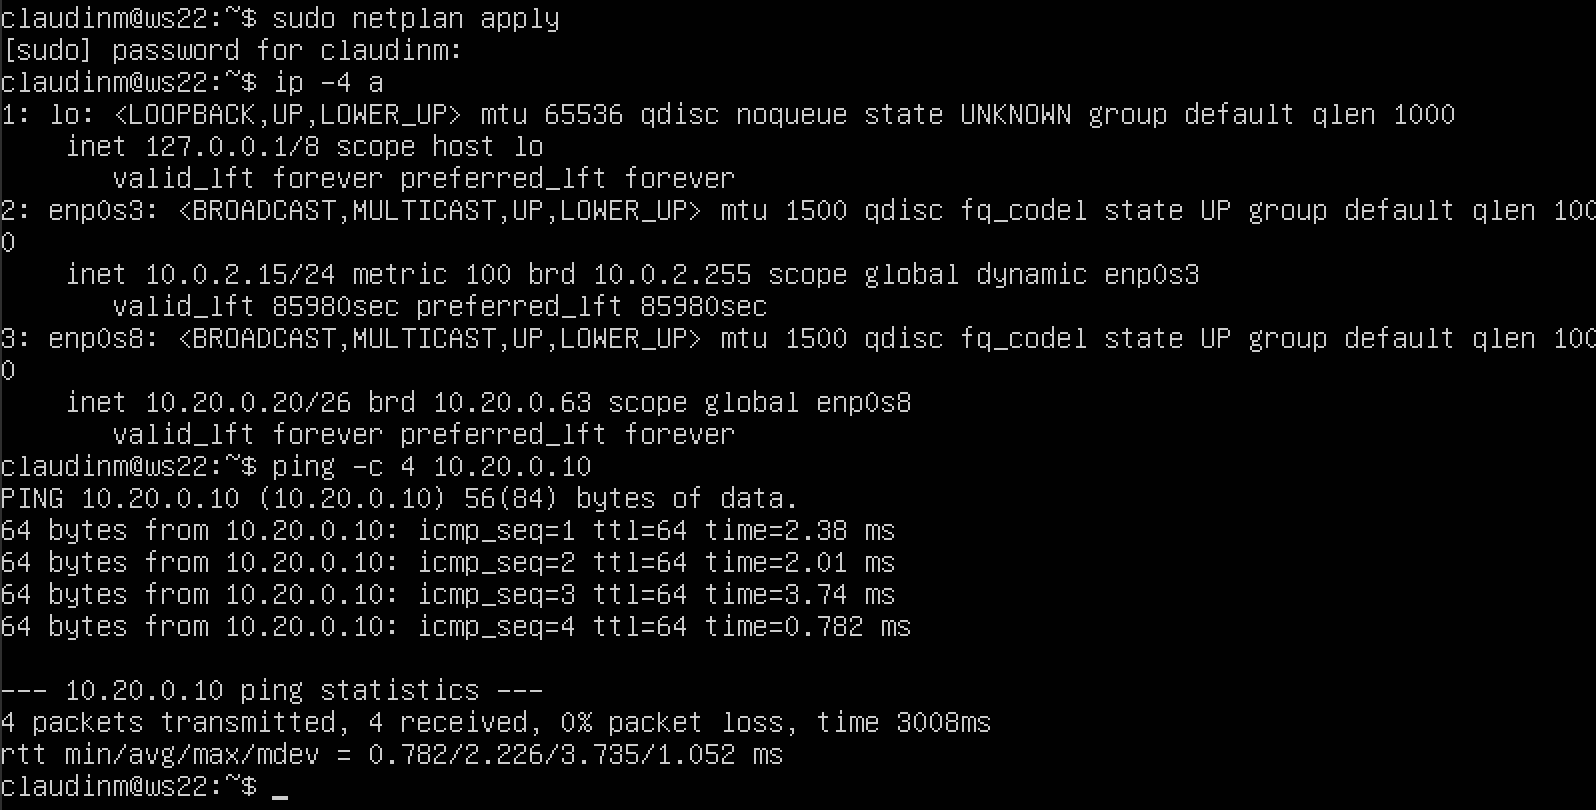 claudinm@ws22:~$ sudo netplan apply
[sudo] password for claudinm:
claudinm@ws22:~$ ip -4 a
1: lo: <LOOPBACK,UP,LOWER_UP> mtu 65536 qdisc noqueue state UNKNOWN group default qlen 1000
    inet 127.0.0.1/8 scope host lo
       valid_lft forever preferred_lft forever
2: enp0s3: <BROADCAST,MULTICAST,UP,LOWER_UP> mtu 1500 qdisc fq_codel state UP group default qlen 100
0
    inet 10.0.2.15/24 metric 100 brd 10.0.2.255 scope global dynamic enp0s3
       valid_lft 85980sec preferred_lft 85980sec
3: enp0s8: <BROADCAST,MULTICAST,UP,LOWER_UP> mtu 1500 qdisc fq_codel state UP group default qlen 100
0
    inet 10.20.0.20/26 brd 10.20.0.63 scope global enp0s8
       valid_lft forever preferred_lft forever
claudinm@ws22:~$ ping -c 4 10.20.0.10
PING 10.20.0.10 (10.20.0.10) 56(84) bytes of data.
64 bytes from 10.20.0.10: icmp_seq=1 ttl=64 time=2.38 ms
64 bytes from 10.20.0.10: icmp_seq=2 ttl=64 time=2.01 ms
64 bytes from 10.20.0.10: icmp_seq=3 ttl=64 time=3.74 ms
64 bytes from 10.20.0.10: icmp_seq=4 ttl=64 time=0.782 ms

--- 10.20.0.10 ping statistics ---
4 packets transmitted, 4 received, 0% packet loss, time 3008ms
rtt min/avg/max/mdev = 0.782/2.226/3.735/1.052 ms
claudinm@ws22:~$ _